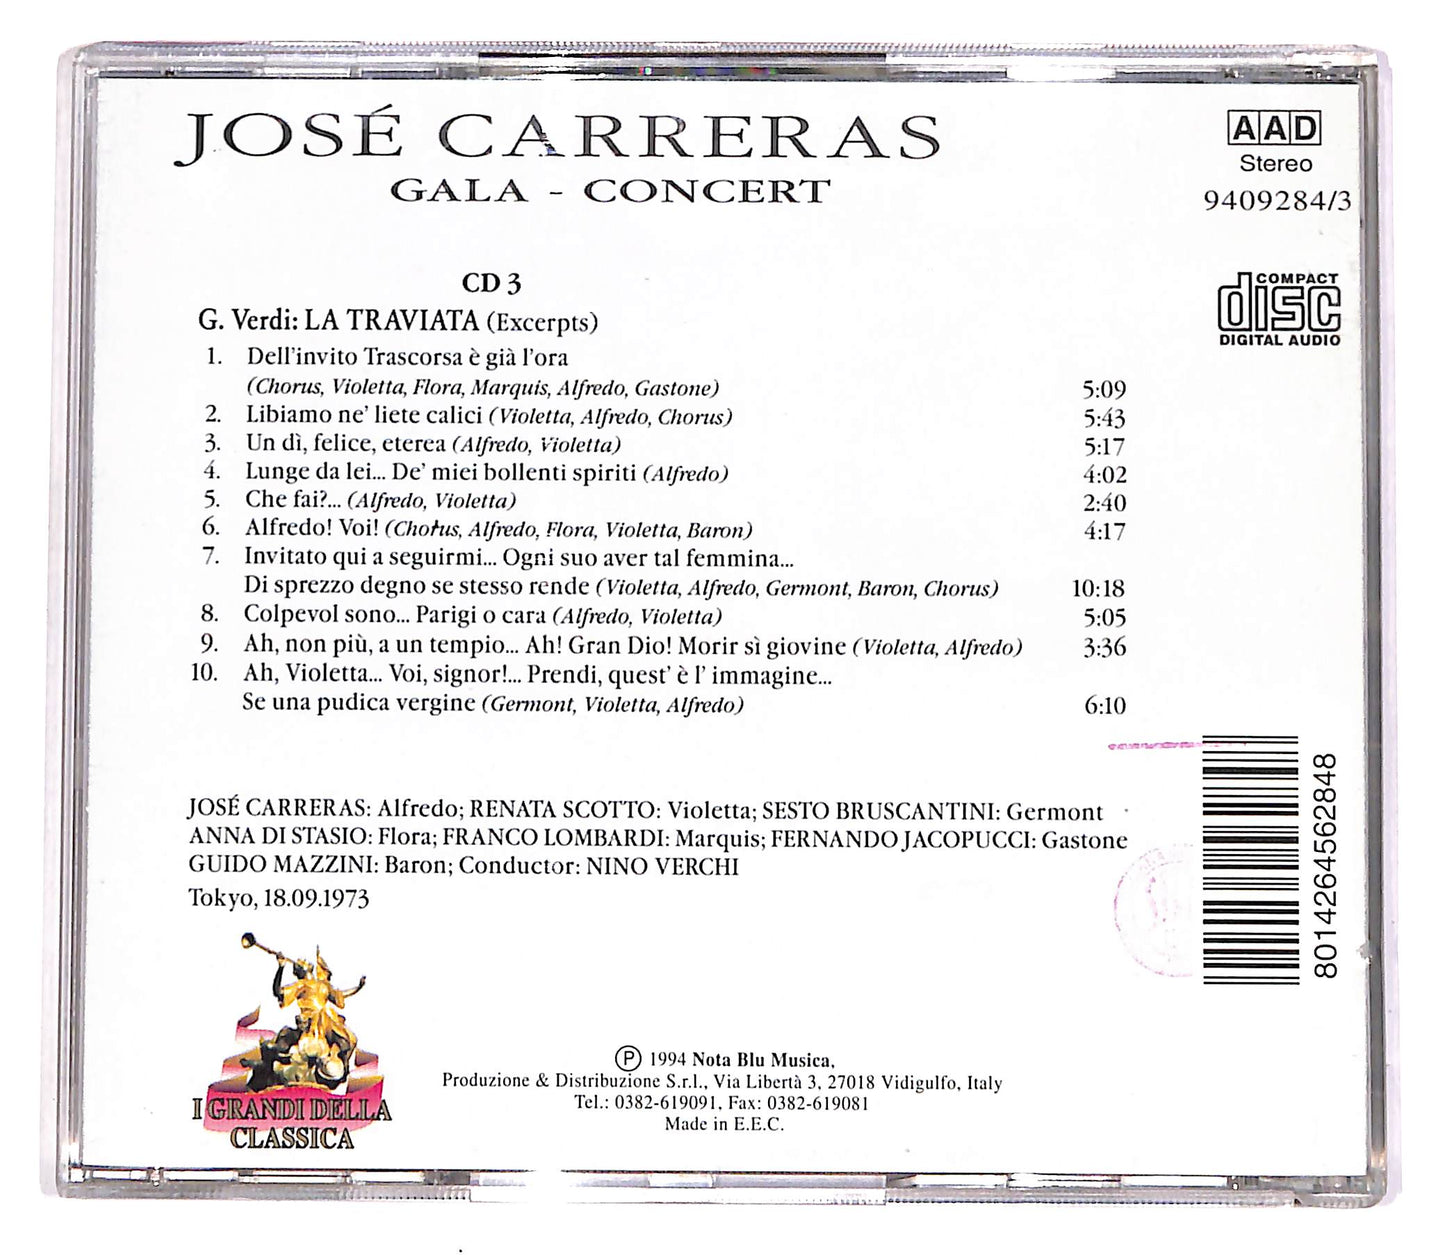 JOSÉ CARRERAS
GALA - CONCERT
AAD
Stereo
9409284/3
COMPACT
disc
DIGITAL AUDIO
CD 3
G. Verdi: LA TRAVIATA (Excerpts)
1. Dell'invito Trascorsa è già l'ora
(Chorus, Violetta, Flora, Marquis, Alfredo, Gastone) 5:09
2. Libiamo ne' liete calici (Violetta, Alfredo, Chorus) 5:43
3. Un dì, felice, eterea (Alfredo, Violetta) 5:17
4. Lunge da lei... De' miei bollenti spiriti (Alfredo) 4:02
5. Che fai?... (Alfredo, Violetta) 2:40
6. Alfredo! Voi! (Chorus, Alfredo, Flora, Violetta, Baron) 4:17
7. Invitato qui a seguirmi... Ogni suo aver tal femmina...
Di sprezzo degno se stesso rende (Violetta, Alfredo, Germont, Baron, Chorus) 10:18
8. Colpevol sono... Parigi o cara (Alfredo, Violetta) 5:05
9. Ah, non più, a un tempio... Ah! Gran Dio! Morir sì giovine (Violetta, Alfredo) 3:36
10. Ah, Violetta... Voi, signor!... Prendi, quest' è l' immagine...
Se una pudica vergine (Germont, Violetta, Alfredo) 6:10
JOSÉ CARRERAS: Alfredo; RENATA SCOTTO: Violetta; SESTO BRUSCANTINI: Germont
ANNA DI STASIO: Flora; FRANCO LOMBARDI: Marquis; FERNANDO JACOPUCCI: Gastone
GUIDO MAZZINI: Baron; Conductor: NINO VERCHI
Tokyo, 18.09.1973
8014264562848
I GRANDI DELLA
CLASSICA
Ⓟ 1994 Nota Blu Musica,
Produzione & Distribuzione S.r.l., Via Libertà 3, 27018 Vidigulfo, Italy
Tel.: 0382-619091, Fax: 0382-619081
Made in E.E.C.